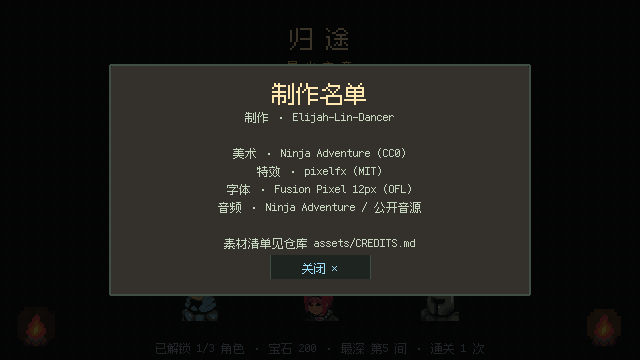 归途
制作名单
制作 · Elijah-Lin-Dancer
美术 · Ninja Adventure (CC0)
特效 · pixelfx (MIT)
字体 · Fusion Pixel 12px (OFL)
音频 · Ninja Adventure / 公开音源
素材清单见仓库 assets/CREDITS.md
关闭 ×
已解锁 1/3 角色 · 宝石 200 · 最深 第5 间 · 通关 1 次